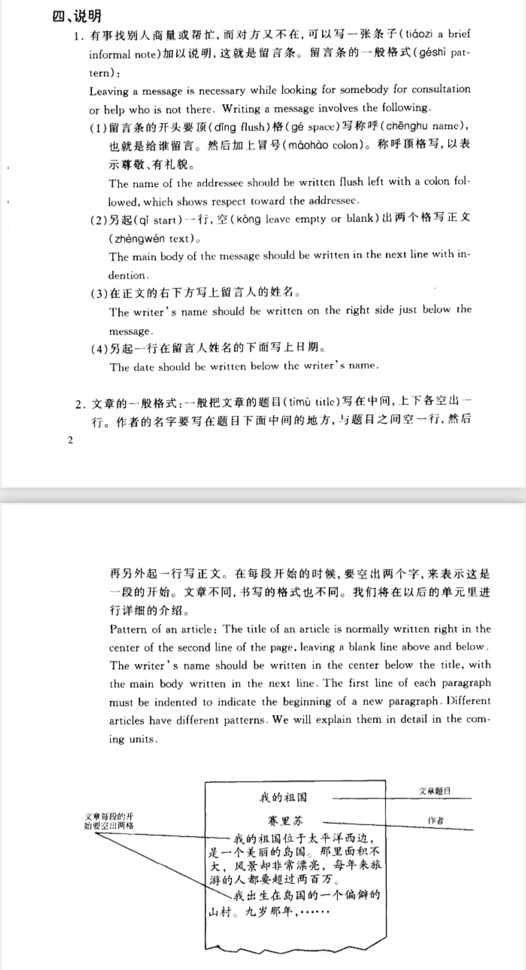 四、说明
1. 有事找别人商量或帮忙,而对方又不在,可以写一张条子(tiáozi a brief
informal note)加以说明,这就是留言条。留言条的一般格式(géshì pat-
tern):
Leaving a message is necessary while looking for somebody for consultation
or help who is not there. Writing a message involves the following.
(1)留言条的开头要顶(dǐng flush)格(gé space)写称呼(chēnghu name),
也就是给谁留言。然后加上冒号(màohào colon)。称呼顶格写,以表
示尊敬、有礼貌。
The name of the addressee should be written flush left with a colon fol-
lowed, which shows respect toward the addressee.
(2)另起(qǐ start)一行,空(kòng leave empty or blank)出两个格写正文
(zhèngwén text)。
The main body of the message should be written in the next line with in-
dention.
(3)在正文的右下方写上留言人的姓名。
The writer's name should be written on the right side just below the
message.
(4)另起一行在留言人姓名的下面写上日期。
The date should be written below the writer's name.
2. 文章的一般格式:一般把文章的题目(tímù title)写在中间,上下各空出一
行。作者的名字要写在题目下面中间的地方,与题目之间空一行,然后
2
再另外起一行写正文。在每段开始的时候,要空出两个字,来表示这是
一段的开始。文章不同,书写的格式也不同。我们将在以后的单元里进
行详细的介绍。
Pattern of an article: The title of an article is normally written right in the
center of the second line of the page, leaving a blank line above and below.
The writer's name should be written in the center below the title, with
the main body written in the next line. The first line of each paragraph
must be indented to indicate the beginning of a new paragraph. Different
articles have different patterns. We will explain them in detail in the com-
ing units.
我的祖国
文章题目
赛里苏
作者
文章每段的开
始要空出两格
我的祖国位于太平洋西边,
是一个美丽的岛国。那里面积不
大,风景却非常漂亮,每年来旅
游的人都要超过两百万。
我出生在岛国的一个偏僻的
山村。九岁那年,……